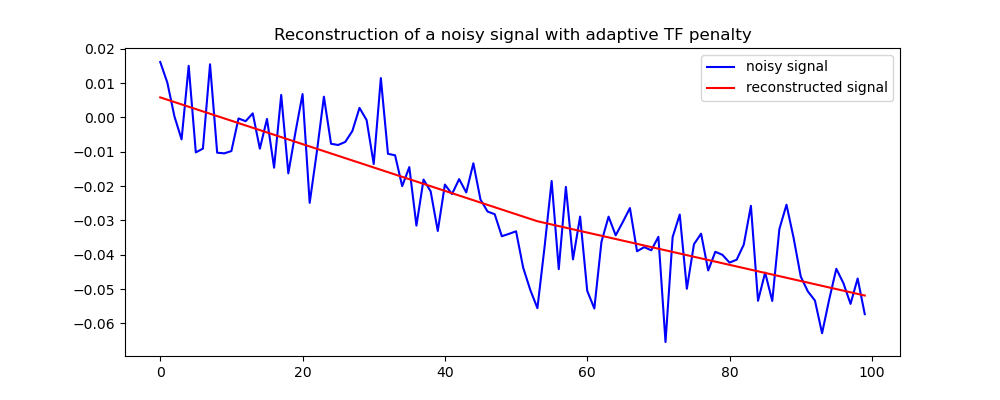 Reconstruction of a noisy signal with adaptive TF penalty
noisy signal
reconstructed signal
0.02
0.01
0.00
−0.01
−0.02
−0.03
−0.04
−0.05
−0.06
0 20 40 60 80 100